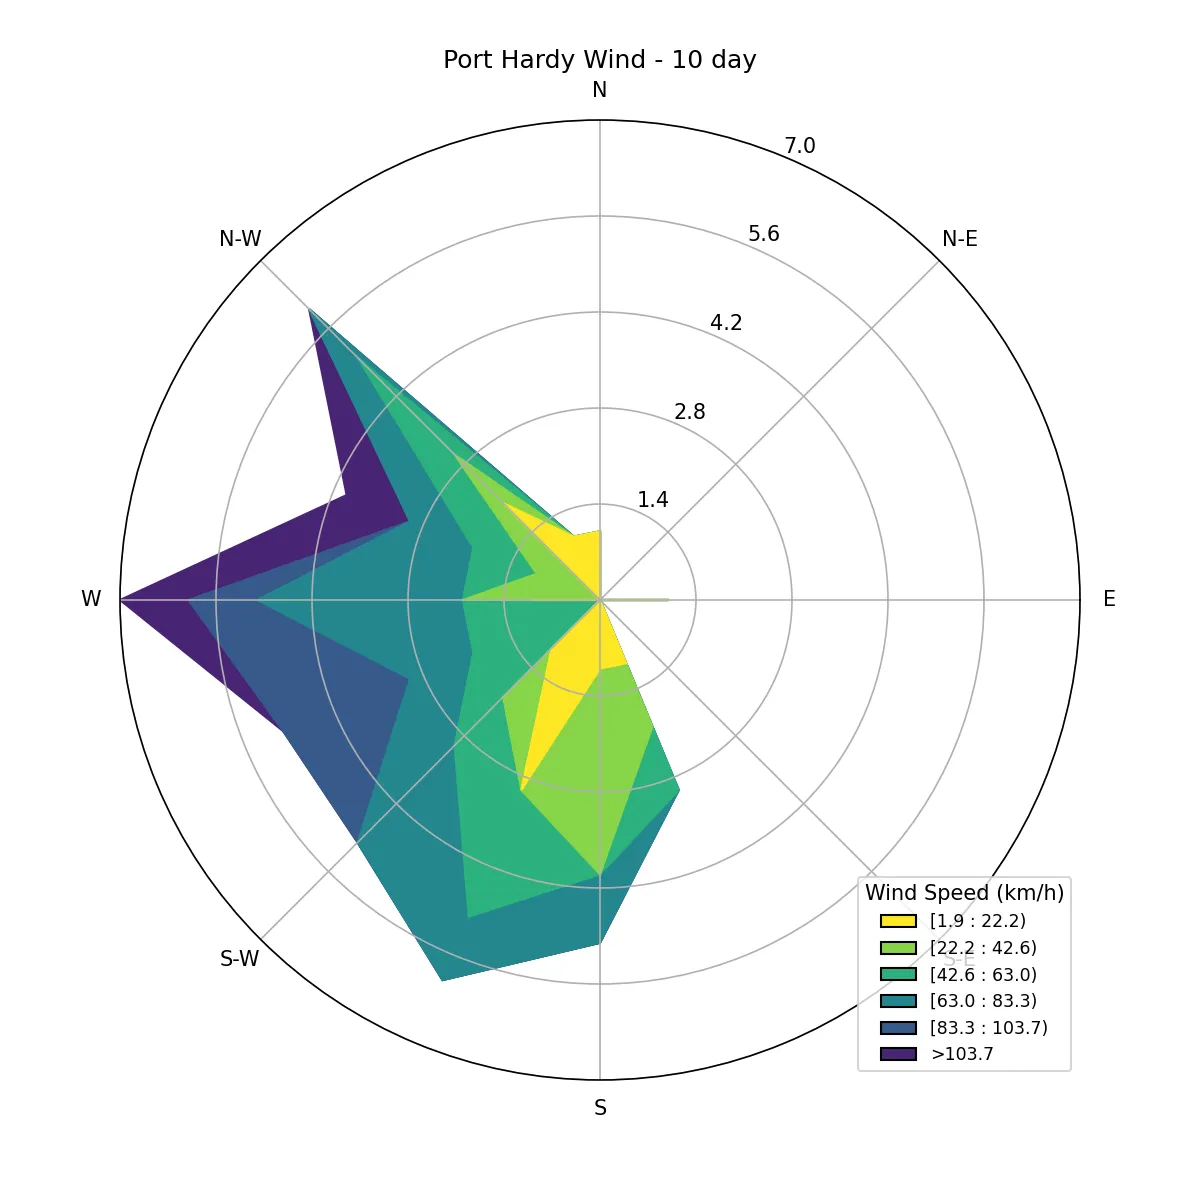 Port Hardy Wind - 10 day
N
7.0
N-W
5.6
N-E
4.2
2.8
1.4
W
E
S-W
S-E
S
Wind Speed (km/h)
[1.9 : 22.2)
[22.2 : 42.6)
[42.6 : 63.0)
[63.0 : 83.3)
[83.3 : 103.7)
>103.7